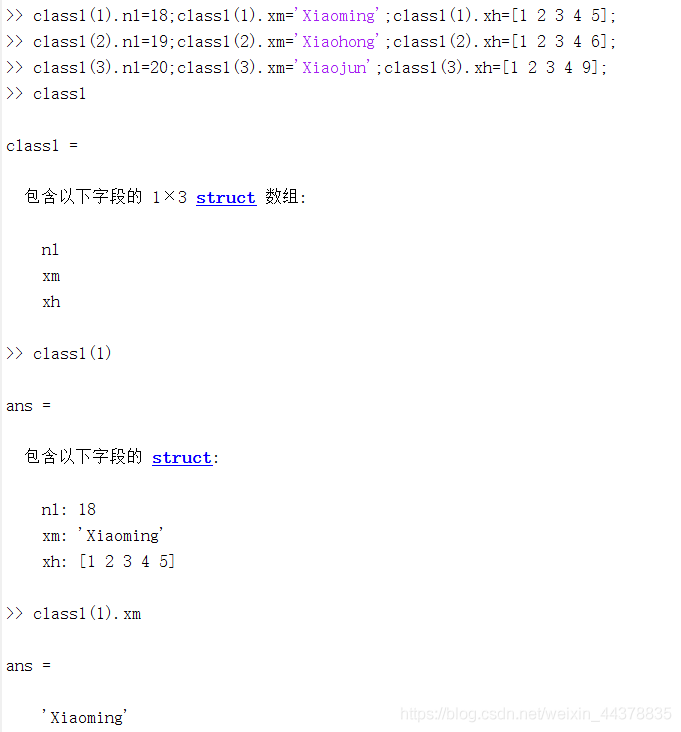 >> class1(1).nl=18;class1(1).xm='Xiaoming';class1(1).xh=[1 2 3 4 5];
>> class1(2).nl=19;class1(2).xm='Xiaohong';class1(2).xh=[1 2 3 4 6];
>> class1(3).nl=20;class1(3).xm='Xiaojun';class1(3).xh=[1 2 3 4 9];
>> class1
class1 =
包含以下字段的 1×3 struct 数组:
nl
xm
xh
>> class1(1)
ans =
包含以下字段的 struct:
nl: 18
xm: 'Xiaoming'
xh: [1 2 3 4 5]
>> class1(1).xm
ans =
'Xiaoming'
https://blog.csdn.net/weixin_44378835